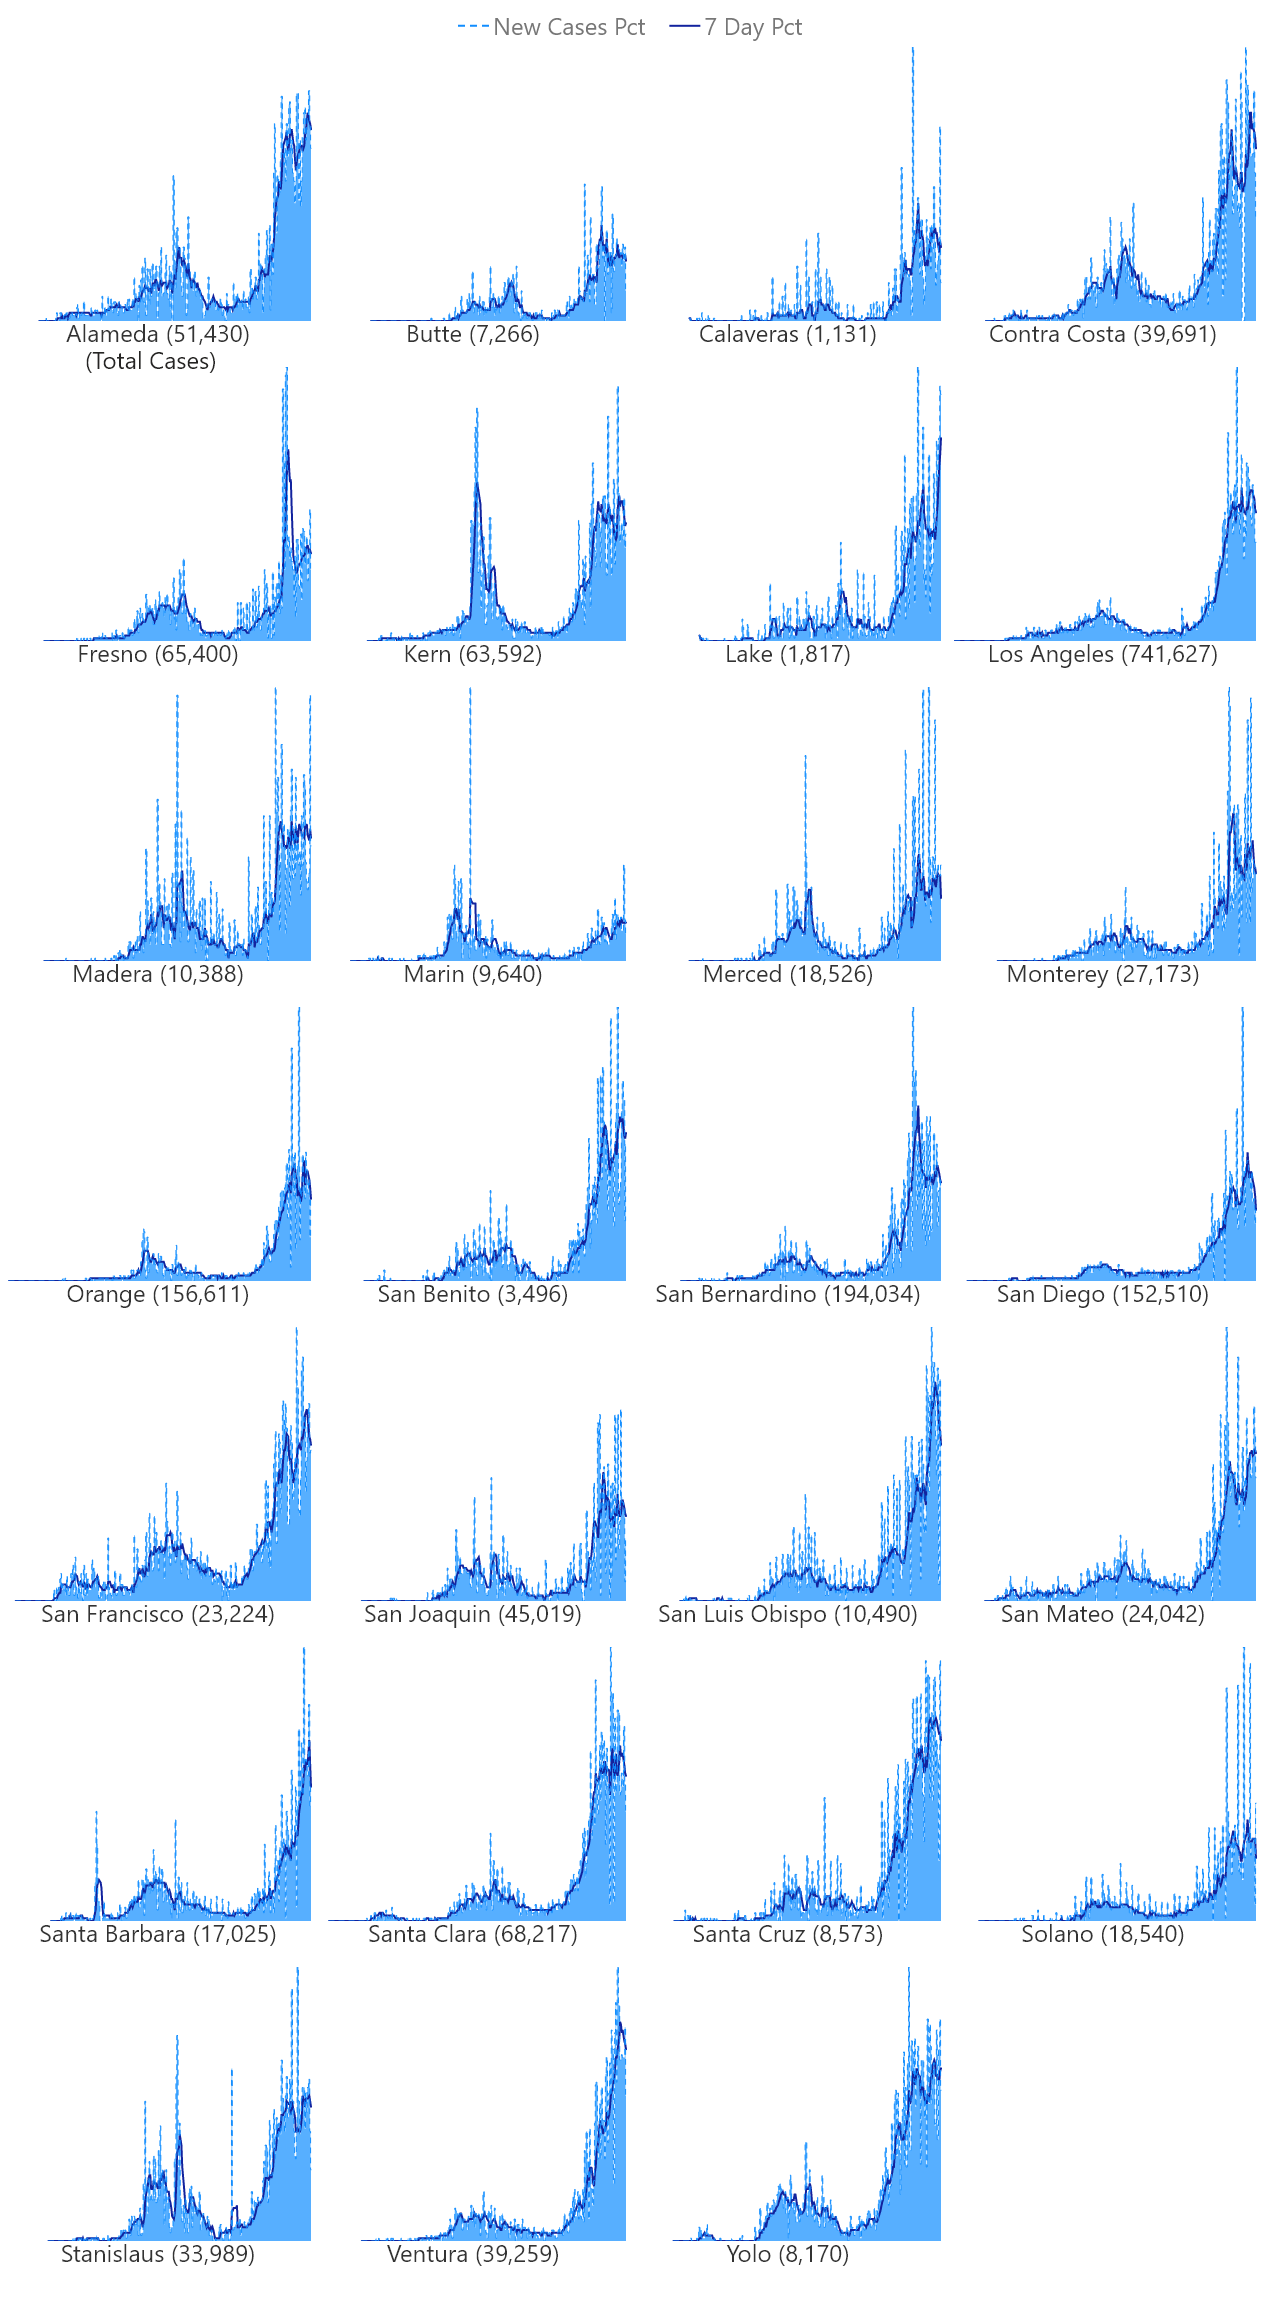 New Cases Pct 7 Day Pct
Alameda (51,430) Butte (7,266) Calaveras (1,131) Contra Costa (39,691)
(Total Cases)
Fresno (65,400) Kern (63,592) Lake (1,817) Los Angeles (741,627)
Madera (10,388) Marin (9,640) Merced (18,526) Monterey (27,173)
Orange (156,611) San Benito (3,496) San Bernardino (194,034) San Diego (152,510)
San Francisco (23,224) San Joaquin (45,019) San Luis Obispo (10,490) San Mateo (24,042)
Santa Barbara (17,025) Santa Clara (68,217) Santa Cruz (8,573) Solano (18,540)
Stanislaus (33,989) Ventura (39,259) Yolo (8,170)